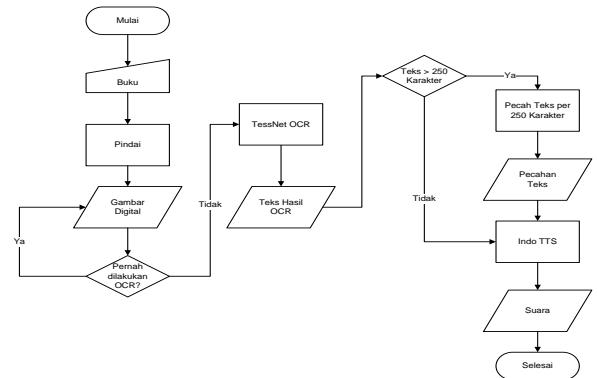 Mulai
Buku
Pindai
Gambar
Digital
Ya
Pernah
dilakukan
OCR?
Tidak
TessNet OCR
Teks Hasil
OCR
Teks > 250
Karakter
Ya
Tidak
Pecah Teks per
250 Karakter
Pecahan
Teks
Indo TTS
Suara
Selesai